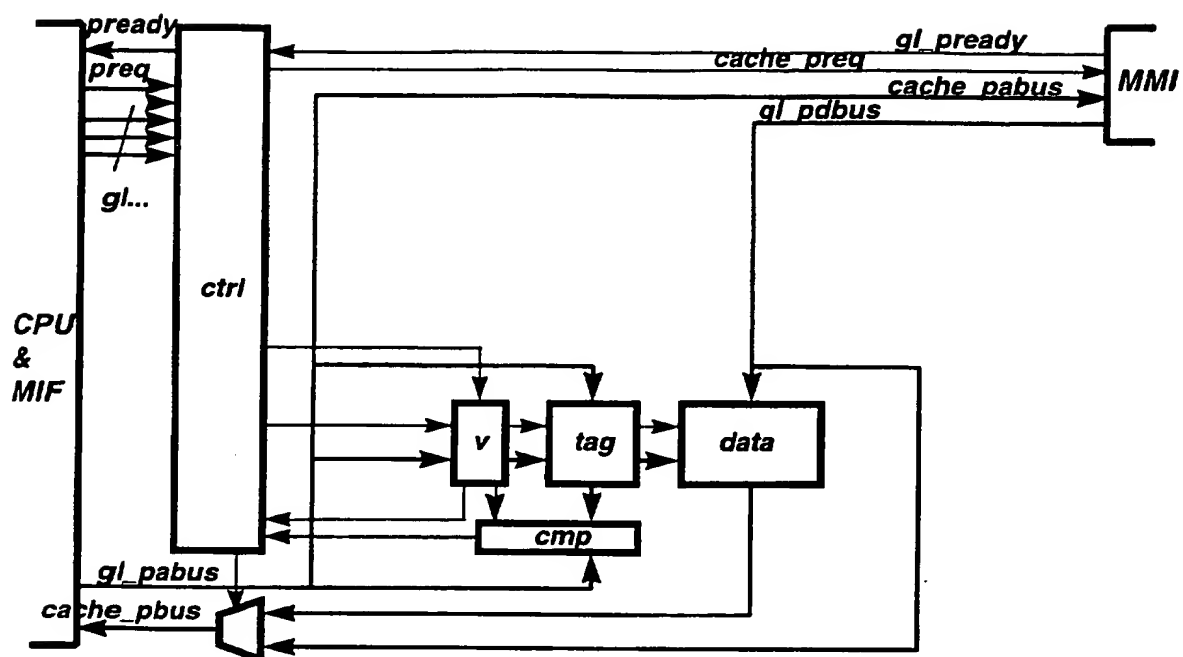 pready
gl_pready
preq
cache_preq
MMI
cache_pabus
gl_pdbus
gl...
ctrl
CPU
&
MIF
v
tag
data
cmp
gl_pabus
cache_pbus